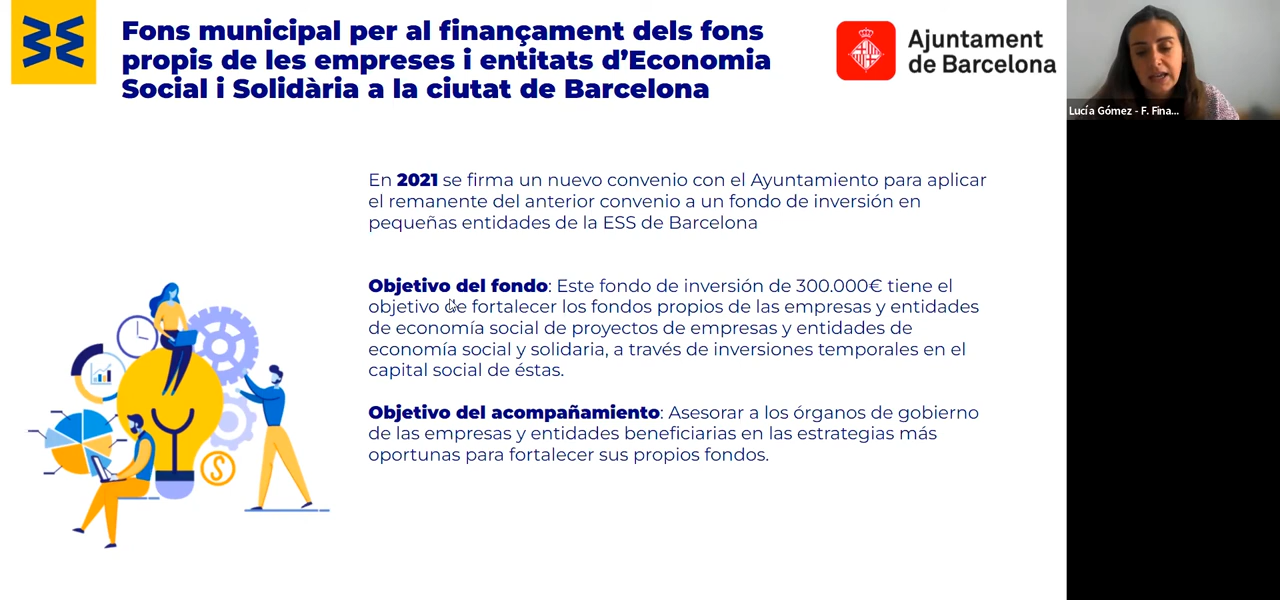 Fons municipal per al finançament dels fons
propis de les empreses i entitats d'Economia
Social i Solidària a la ciutat de Barcelona
Ajuntament
de Barcelona
Lucía Gómez - F. Fina...
En 2021 se firma un nuevo convenio con el Ayuntamiento para aplicar
el remanente del anterior convenio a un fondo de inversión en
pequeñas entidades de la ESS de Barcelona
Objetivo del fondo: Este fondo de inversión de 300.000€ tiene el
objetivo de fortalecer los fondos propios de las empresas y entidades
de economía social de proyectos de empresas y entidades de
economía social y solidaria, a través de inversiones temporales en el
capital social de éstas.
Objetivo del acompañamiento: Asesorar a los órganos de gobierno
de las empresas y entidades beneficiarias en las estrategias más
oportunas para fortalecer sus propios fondos.